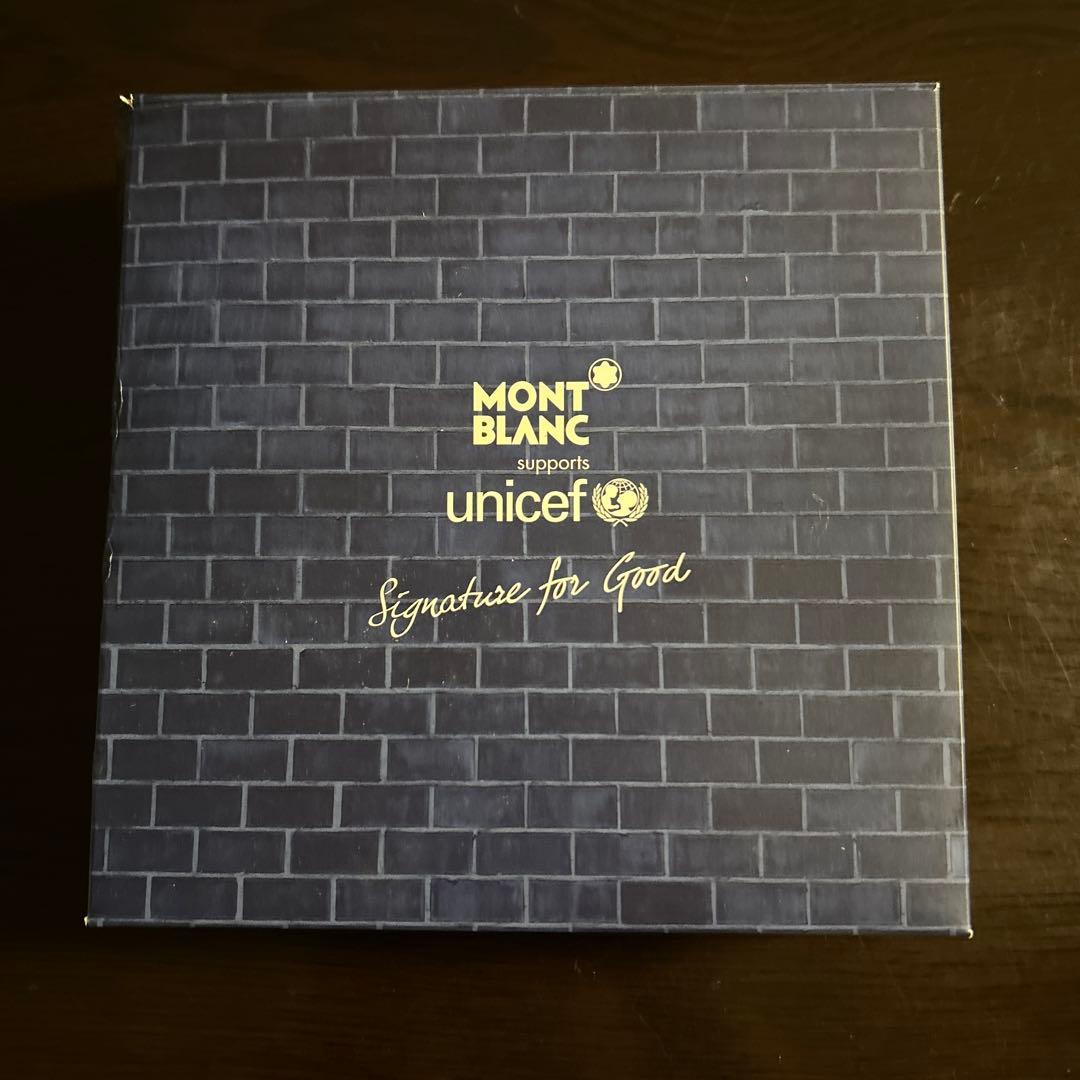 MONT
BLANC
supports
unicef
Signature for Good